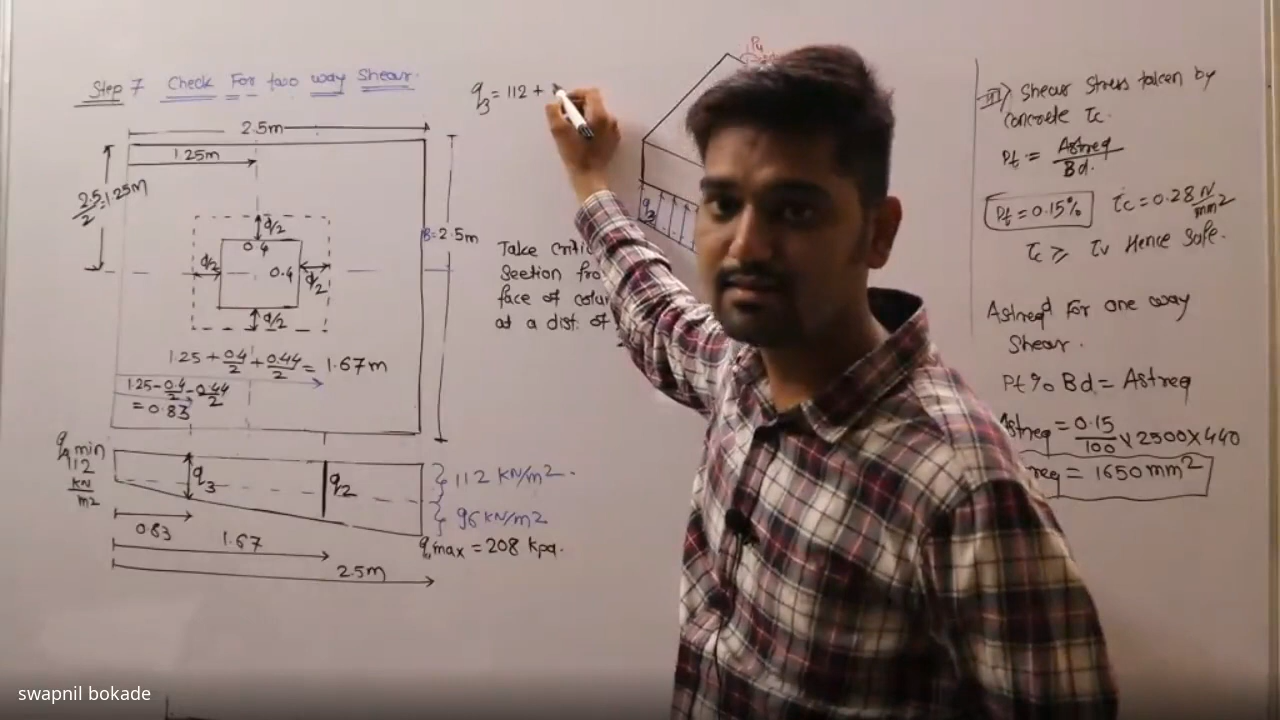 Step 7 Check For two way Shear.
2.5m
1.25m
2.5/2 = 1.25m
d/2
0.4
d/2
0.4
d/2
d/2
B=2.5m
1.25 + 0.4/2 + 0.44/2 = 1.67m
1.25 - 0.4/2 - 0.44/2
= 0.83
q min
112
KN/m2
q3
q2
112 KN/m2
96 KN/m2
q max = 208 kpa.
0.83
1.67
2.5m
q3 = 112 +
Take
Section
face of
at a dist. of
q2
III) Shear Stress taken by
concrete τc.
Pt = Astreq/Bd.
Pt = 0.15% τc = 0.28 N/mm2
τc ⩾ τv Hence Safe.
Astreqd For one way
Shear.
Pt % Bd = Astreq
Astreq = 0.15/100 x 2500 x 440
req = 1650 mm2
swapnil bokade